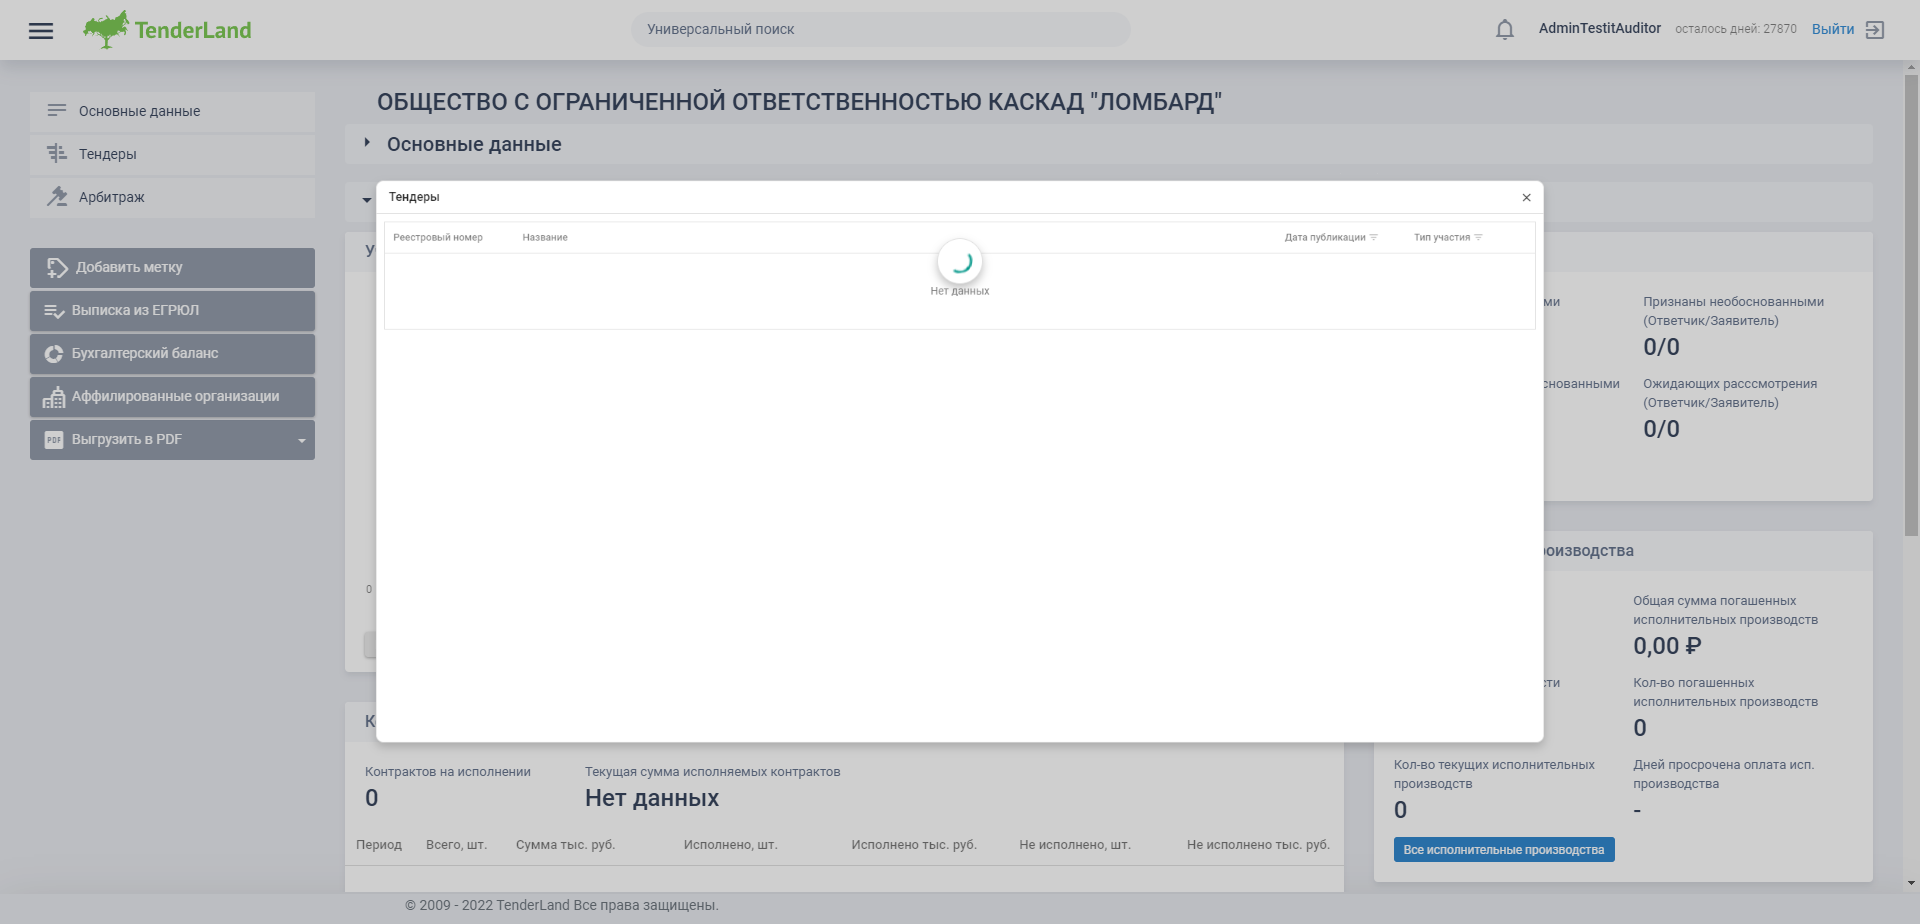 TenderLand
Универсальный поиск
AdminTestitAuditor
осталось дней: 27870
Выйти
Основные данные
Тендеры
Арбитраж
Добавить метку
Выписка из ЕГРЮЛ
Бухгалтерский баланс
Аффилированные организации
PDF Выгрузить в PDF
ОБЩЕСТВО С ОГРАНИЧЕННОЙ ОТВЕТСТВЕННОСТЬЮ КАСКАД "ЛОМБАРД"
Основные данные
Тендеры
Реестровый номер Название Дата публикации Тип участия
Нет данных
Признаны необоснованными
(Ответчик/Заявитель)
0/0
Ожидающих расссмотрения
(Ответчик/Заявитель)
0/0
0
Общая сумма погашенных
исполнительных производств
0,00 ₽
Кол-во погашенных
исполнительных производств
0
Кол-во текущих исполнительных
производств
0
Дней просрочена оплата исп.
производства
-
Все исполнительные производства
Контрактов на исполнении
0
Текущая сумма исполняемых контрактов
Нет данных
Период Всего, шт. Сумма тыс. руб. Исполнено, шт. Исполнено тыс. руб. Не исполнено, шт. Не исполнено тыс. руб.
© 2009 - 2022 TenderLand Все права защищены.